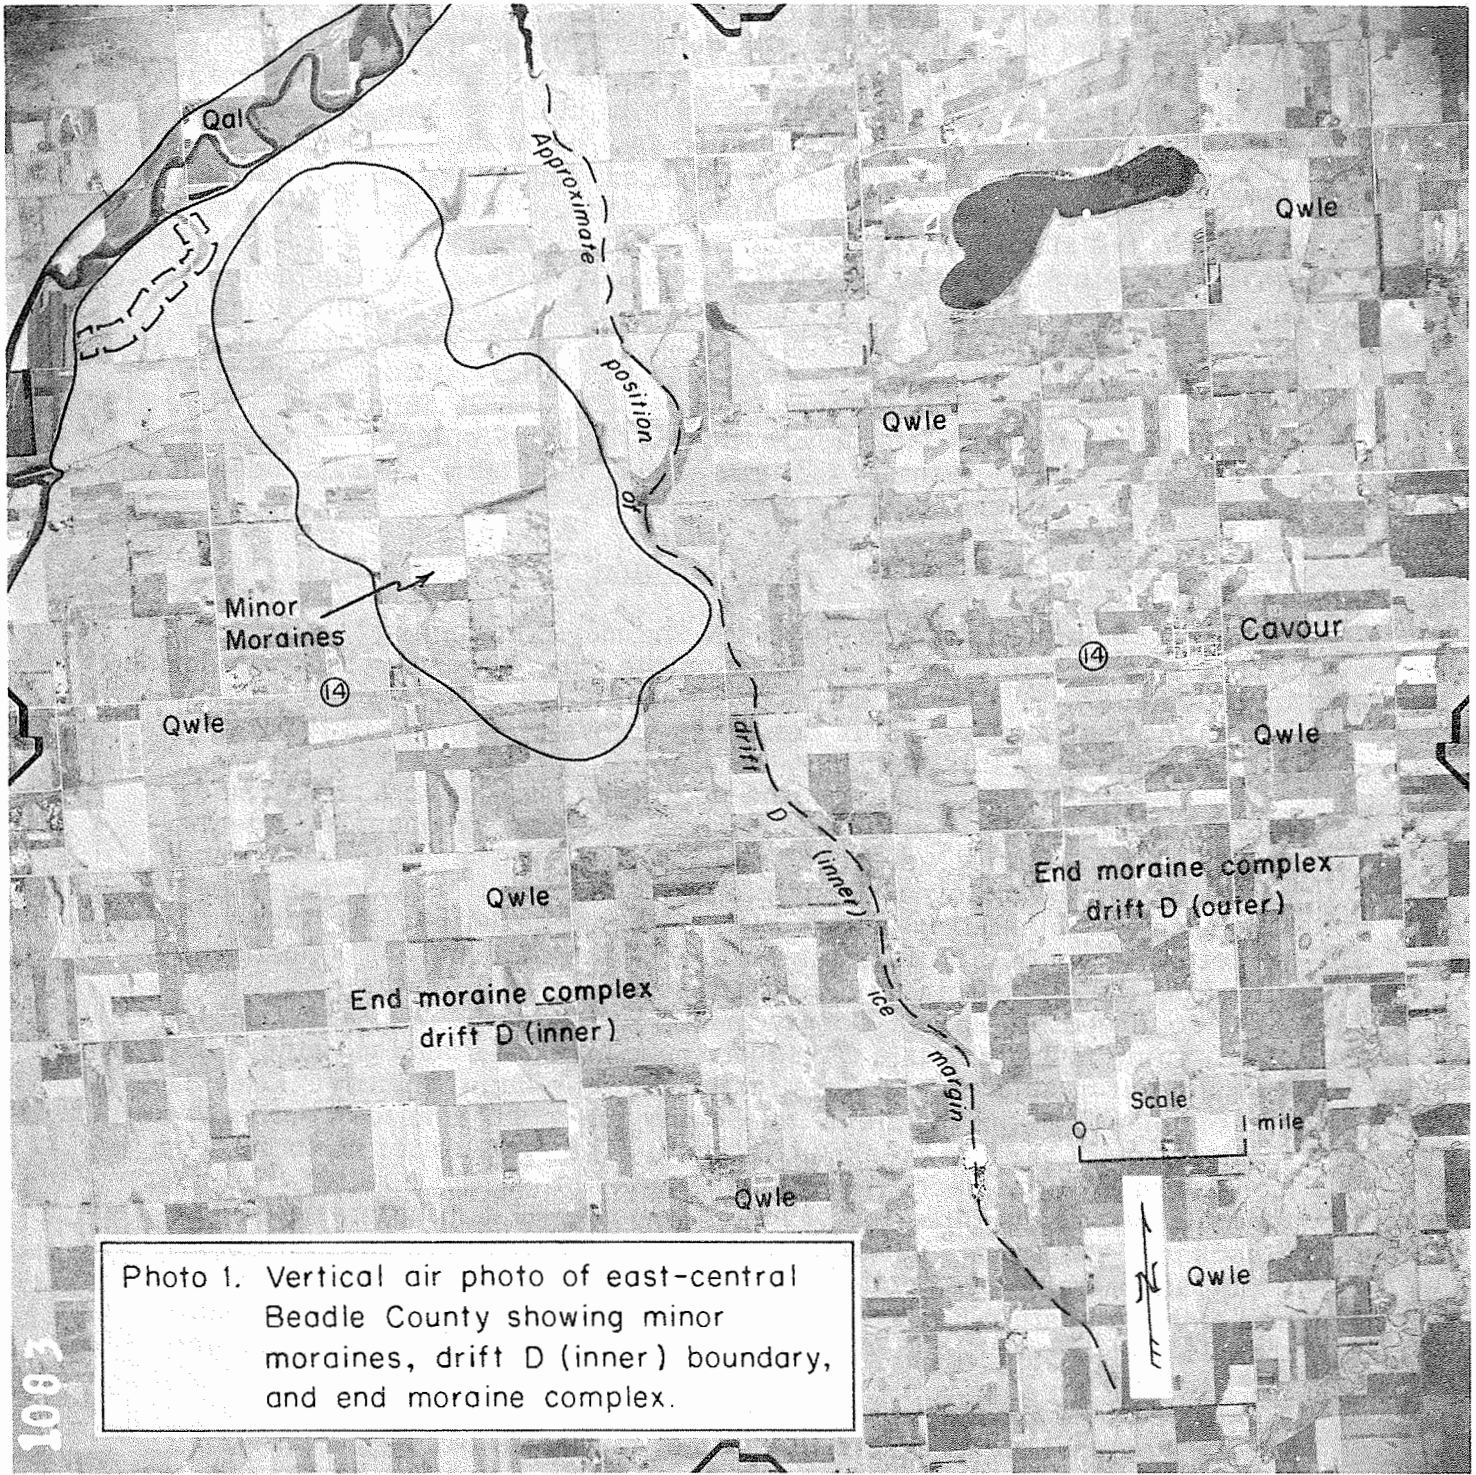 Qal
Approximate
position
of
drift
D
(inner)
ice
margin
Qwle
Qwle
Minor
Moraines
14
Qwle
14
Cavour
Qwle
Qwle
End moraine complex
drift D (outer)
End moraine complex
drift D (inner)
Scale
0
1 mile
Qwle
N
Qwle
Photo 1. Vertical air photo of east-central
Beadle County showing minor
moraines, drift D (inner) boundary,
and end moraine complex.
1083